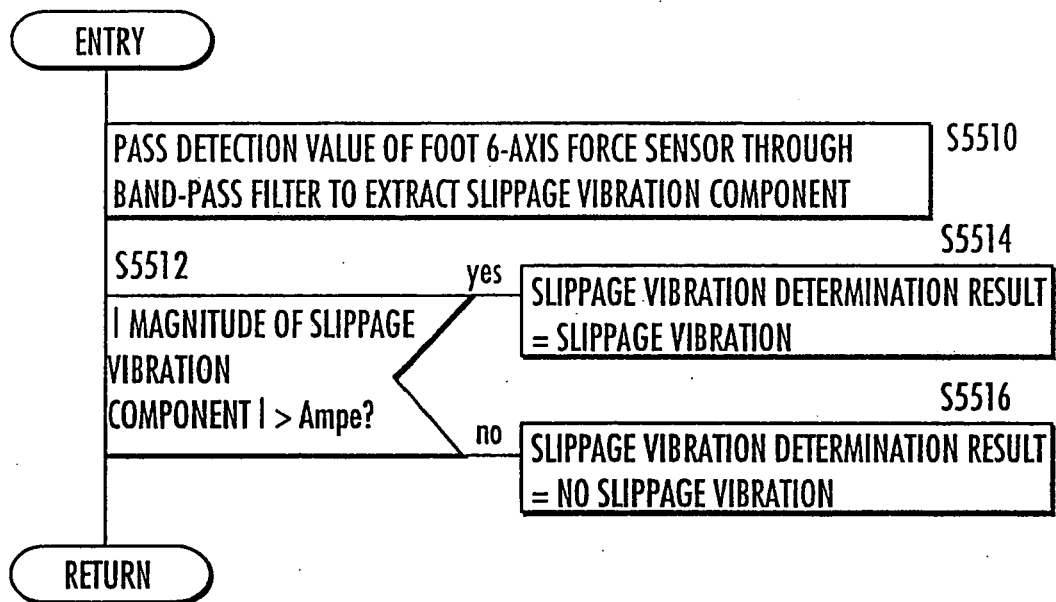 ENTRY
PASS DETECTION VALUE OF FOOT 6-AXIS FORCE SENSOR THROUGH
BAND-PASS FILTER TO EXTRACT SLIPPAGE VIBRATION COMPONENT
S5510
S5512
| MAGNITUDE OF SLIPPAGE
VIBRATION
COMPONENT | > Ampe?
yes
S5514
SLIPPAGE VIBRATION DETERMINATION RESULT
= SLIPPAGE VIBRATION
no
S5516
SLIPPAGE VIBRATION DETERMINATION RESULT
= NO SLIPPAGE VIBRATION
RETURN